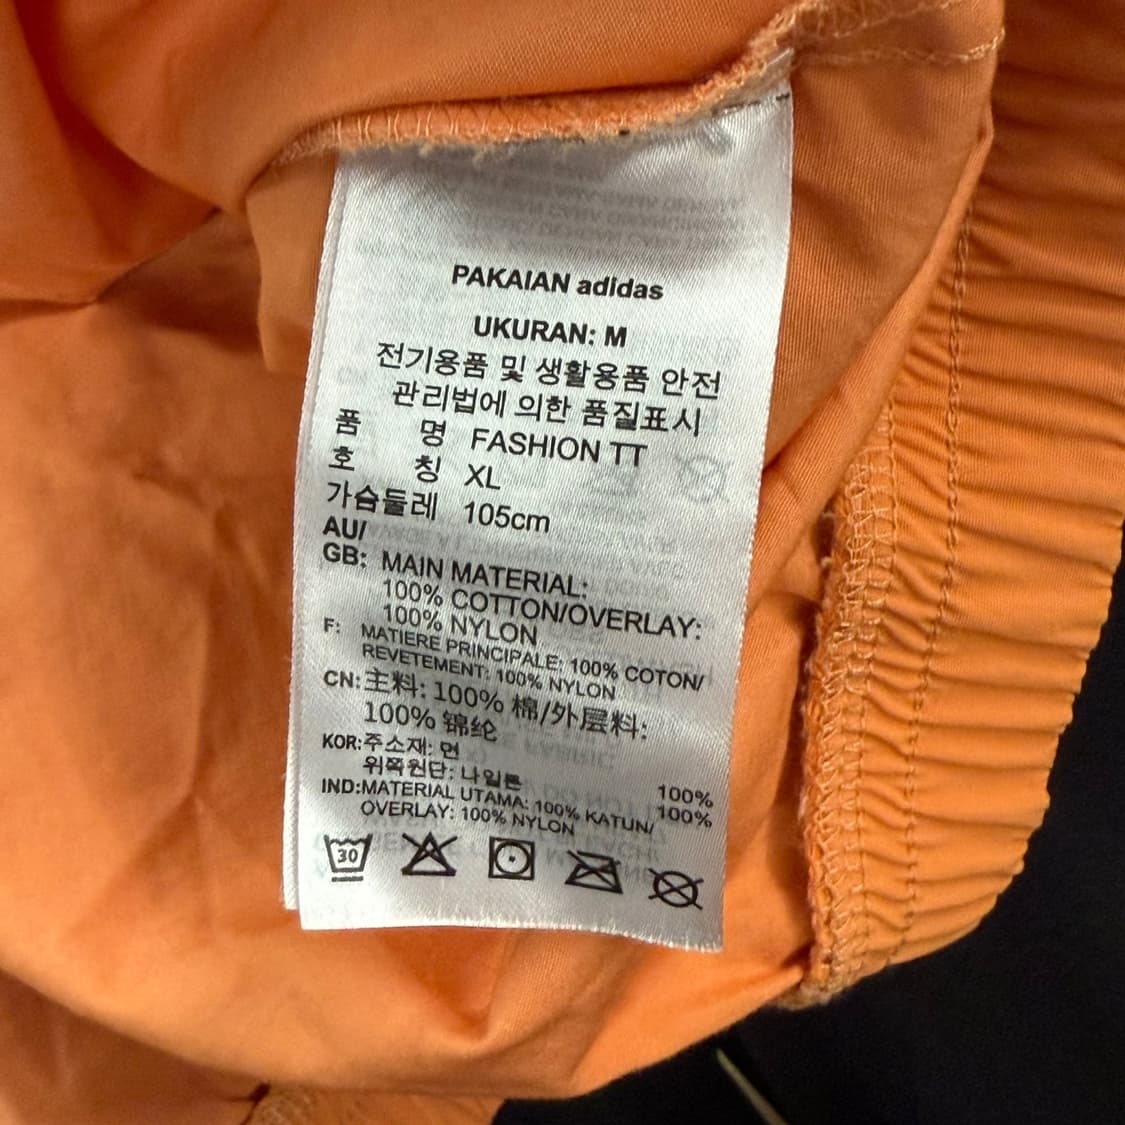 PAKAIAN adidas
UKURAN: M
전기용품 및 생활용품 안전
관리법에 의한 품질표시
품 명 FASHION TT
호 칭 XL
가슴둘레 105cm
AU/
GB: MAIN MATERIAL:
100% COTTON/OVERLAY:
100% NYLON
F: MATIERE PRINCIPALE: 100% COTON/
REVETEMENT: 100% NYLON
CN: 主料: 100% 棉/外层料:
100% 锦纶
KOR: 주소재: 면 100%
위쪽원단: 나일론 100%
IND: MATERIAL UTAMA: 100% KATUN/
OVERLAY: 100% NYLON
30